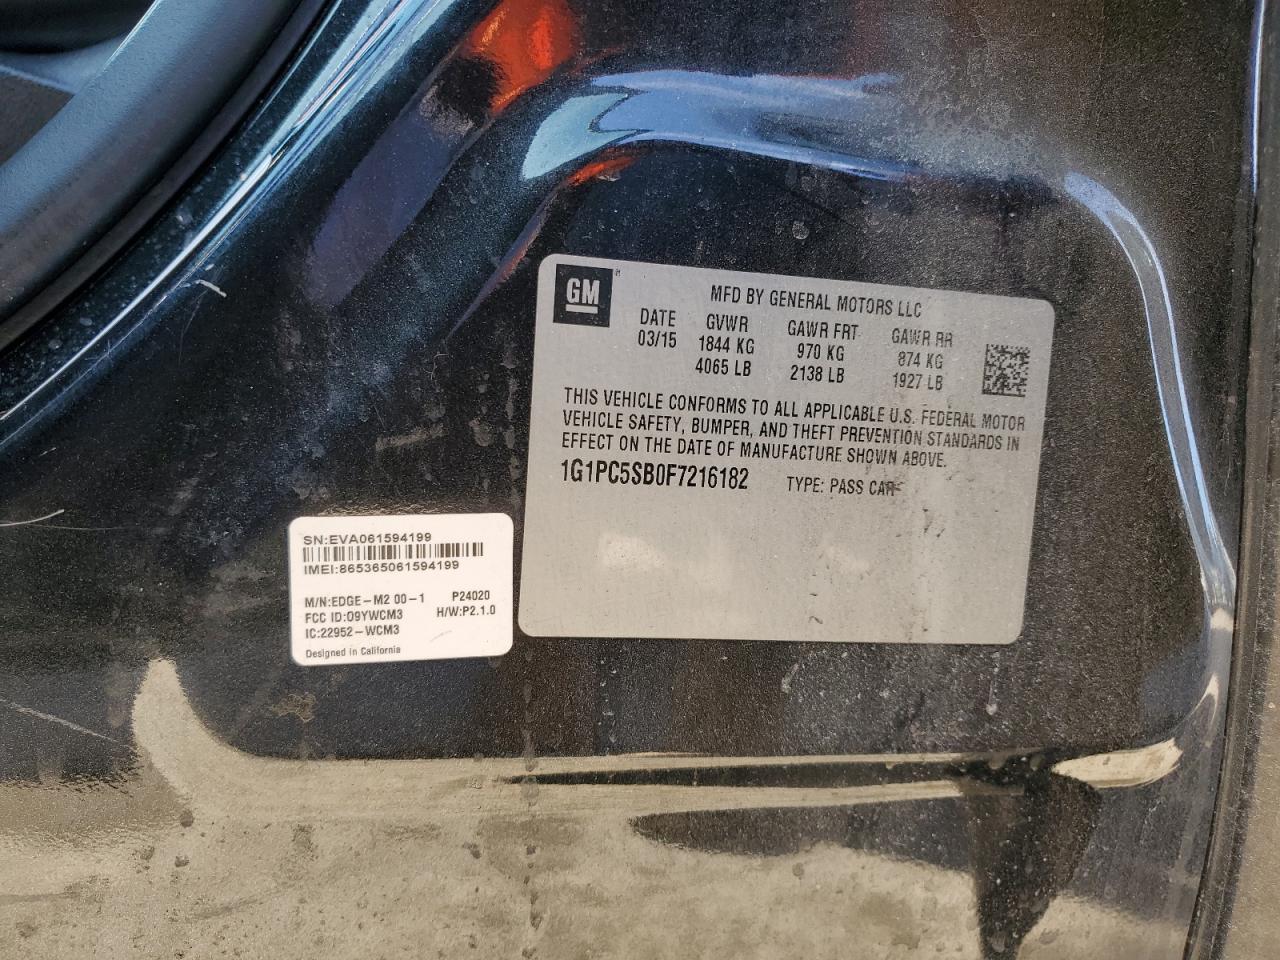 GM
MFD BY GENERAL MOTORS LLC
DATE GVWR GAWR FRT GAWR RR
03/15 1844 KG 970 KG 874 KG
4065 LB 2138 LB 1927 LB
THIS VEHICLE CONFORMS TO ALL APPLICABLE U.S. FEDERAL MOTOR
VEHICLE SAFETY, BUMPER, AND THEFT PREVENTION STANDARDS IN
EFFECT ON THE DATE OF MANUFACTURE SHOWN ABOVE.
1G1PC5SB0F7216182 TYPE: PASS CAR
SN:EVA061594199
IMEI:865365061594199
M/N:EDGE-M2 00-1 P24020
FCC ID:O9YWCM3 H/W:P2.1.0
IC:22952-WCM3
Designed in California